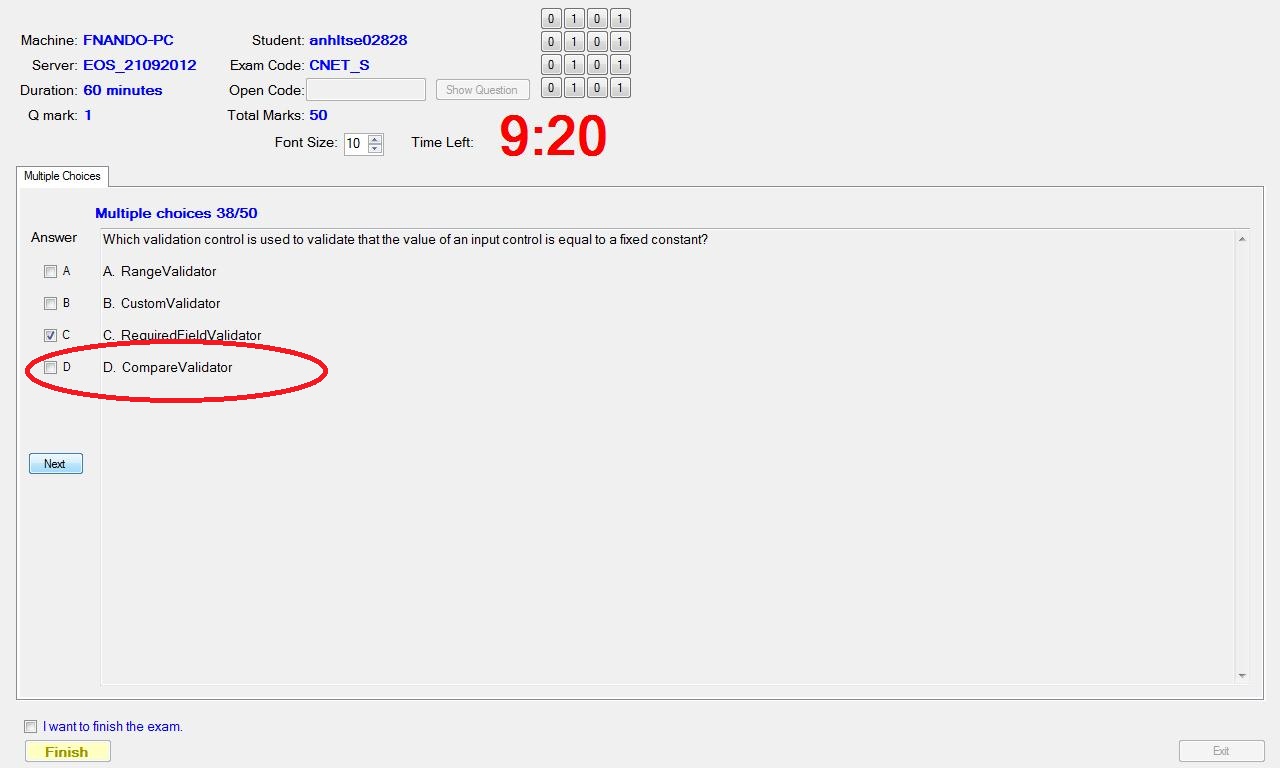 Machine: FNANDO-PC Student: anhltse02828
Server: EOS_21092012 Exam Code: CNET_S
Duration: 60 minutes Open Code: Show Question
Q mark: 1 Total Marks: 50
0 1 0 1
0 1 0 1
0 1 0 1
0 1 0 1
Font Size: 10 Time Left: 9:20
Multiple Choices
Multiple choices 38/50
Answer
Which validation control is used to validate that the value of an input control is equal to a fixed constant?
A A. RangeValidator
B B. CustomValidator
C C. RequiredFieldValidator
D D. CompareValidator
Next
I want to finish the exam.
Finish Exit